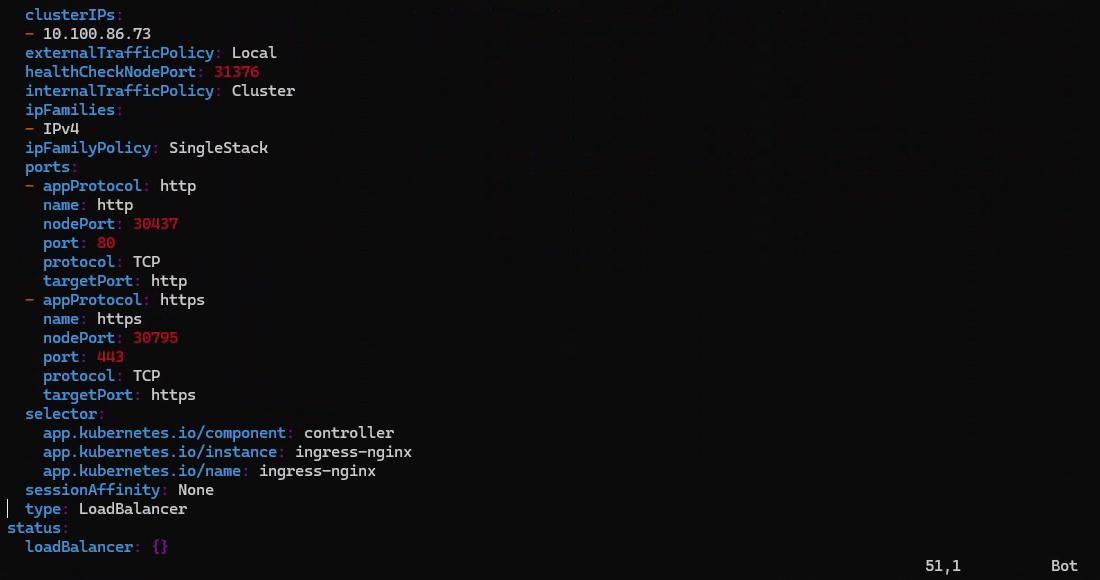 clusterIPs:
- 10.100.86.73
externalTrafficPolicy: Local
healthCheckNodePort: 31376
internalTrafficPolicy: Cluster
ipFamilies:
- IPv4
ipFamilyPolicy: SingleStack
ports:
- appProtocol: http
name: http
nodePort: 30437
port: 80
protocol: TCP
targetPort: http
- appProtocol: https
name: https
nodePort: 30795
port: 443
protocol: TCP
targetPort: https
selector:
app.kubernetes.io/component: controller
app.kubernetes.io/instance: ingress-nginx
app.kubernetes.io/name: ingress-nginx
sessionAffinity: None
type: LoadBalancer
status:
loadBalancer: {}
51,1 Bot